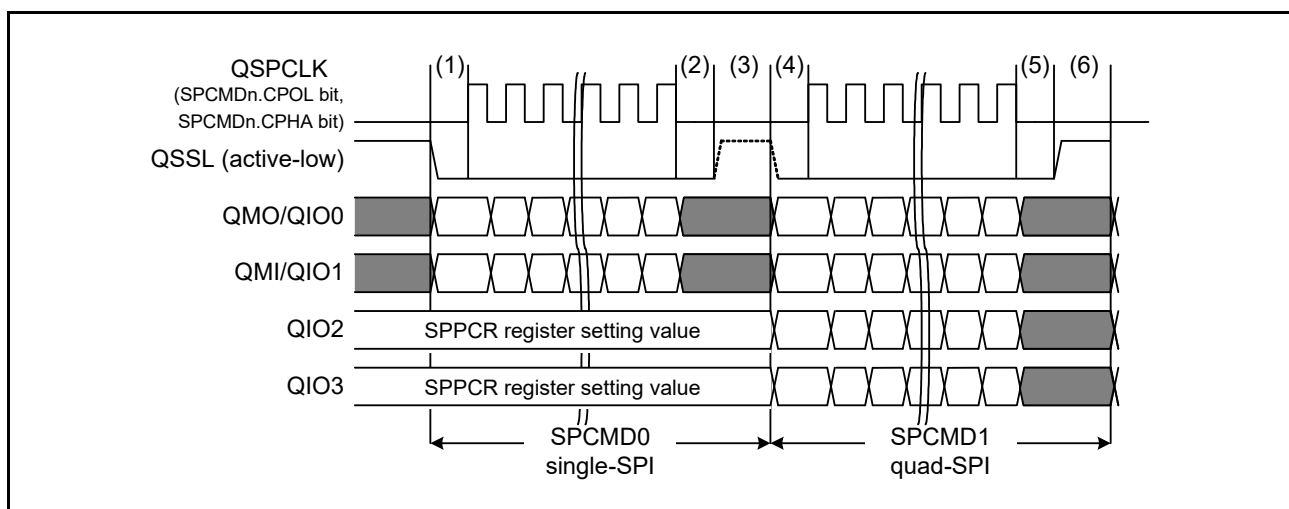 (1) (2) (3) (4) (5) (6)
QSPCLK
(SPCMDn.CPOL bit,
SPCMDn.CPHA bit)
QSSL (active-low)
QMO/QIO0
QMI/QIO1
QIO2 SPPCR register setting value
QIO3 SPPCR register setting value
SPCMD0 SPCMD1
single-SPI quad-SPI